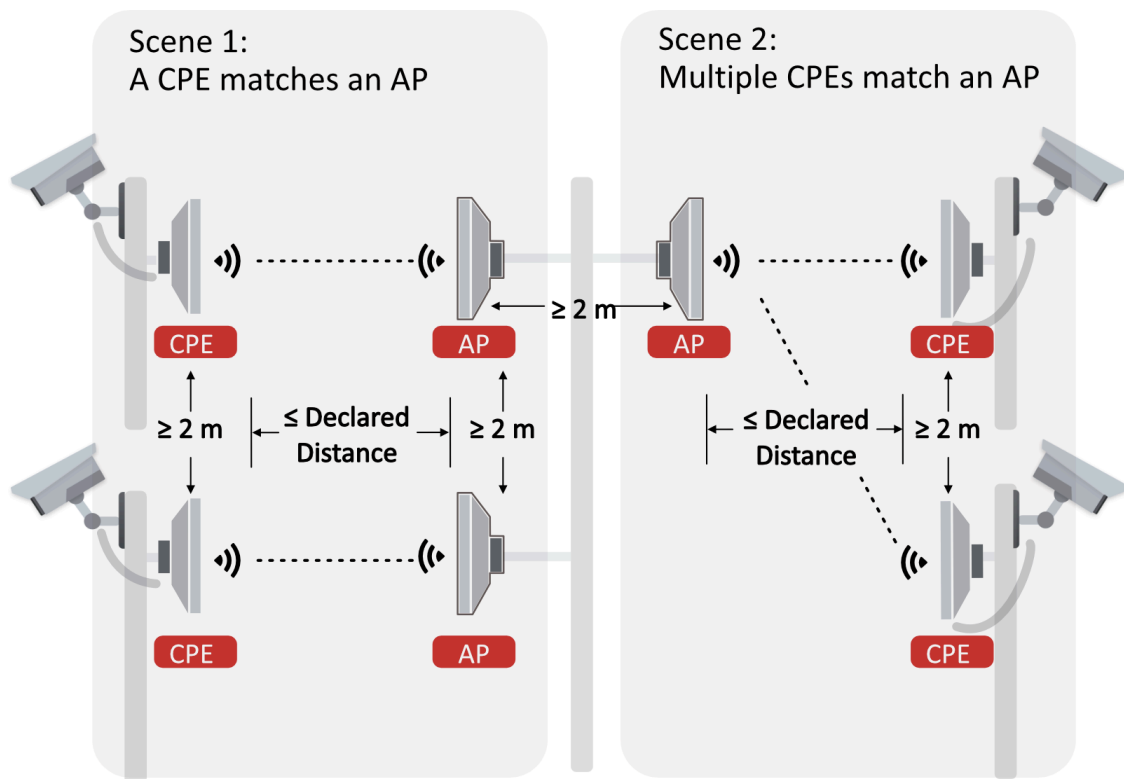 Scene 1:
A CPE matches an AP
Scene 2:
Multiple CPEs match an AP
≥ 2 m
CPE
AP
AP
CPE
≥ 2 m
≤ Declared
Distance
≥ 2 m
≤ Declared
Distance
≥ 2 m
CPE
AP
CPE